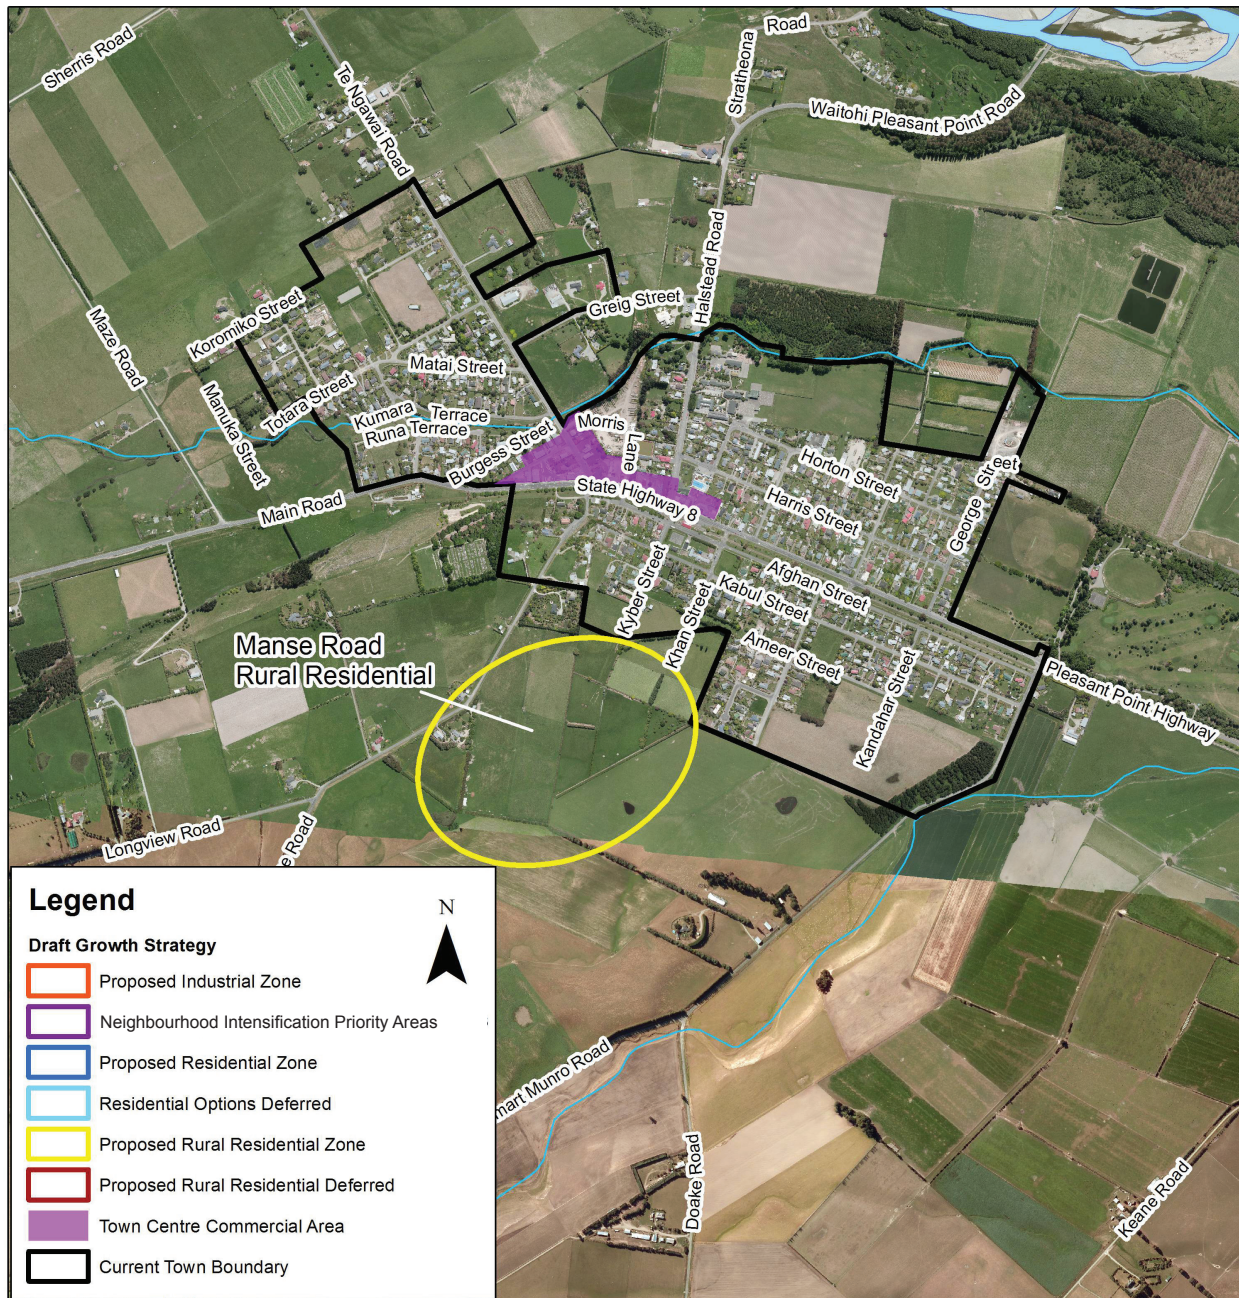 Sherris Road
Te Ngawai Road
Stratheona
Road
Waitohi Pleasant Point Road
Halstead Road
Greig Street
Koromiko Street
Maze Road
Matai Street
Totara Street
Manuka Street
Kumara Terrace
Runa Terrace
Burgess Street
Morris
Lane
Main Road
State Highway 8
Horton Street
Harris Street
George Street
Afghan Street
Kabul Street
Kyber Street
Khan Street
Ameer Street
Kandahar Street
Pleasant Point Highway
Manse Road
Rural Residential
Longview Road
e Road
mart Munro Road
Doake Road
Keane Road
Legend
N
Draft Growth Strategy
Proposed Industrial Zone
Neighbourhood Intensification Priority Areas
Proposed Residential Zone
Residential Options Deferred
Proposed Rural Residential Zone
Proposed Rural Residential Deferred
Town Centre Commercial Area
Current Town Boundary